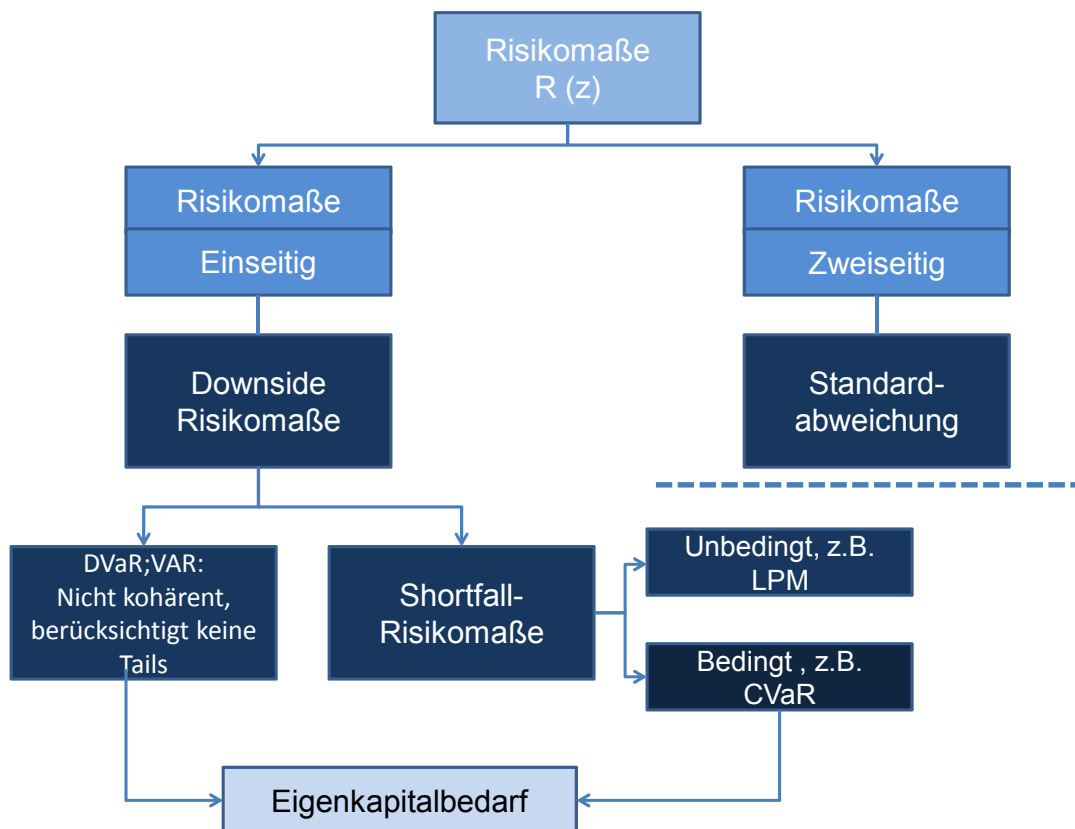 Risikomaße
R (z)
Risikomaße
Einseitig
Risikomaße
Zweiseitig
Downside
Risikomaße
Standard-
abweichung
DVaR;VAR:
Nicht kohärent,
berücksichtigt keine
Tails
Shortfall-
Risikomaße
Unbedingt, z.B.
LPM
Bedingt , z.B.
CVaR
Eigenkapitalbedarf